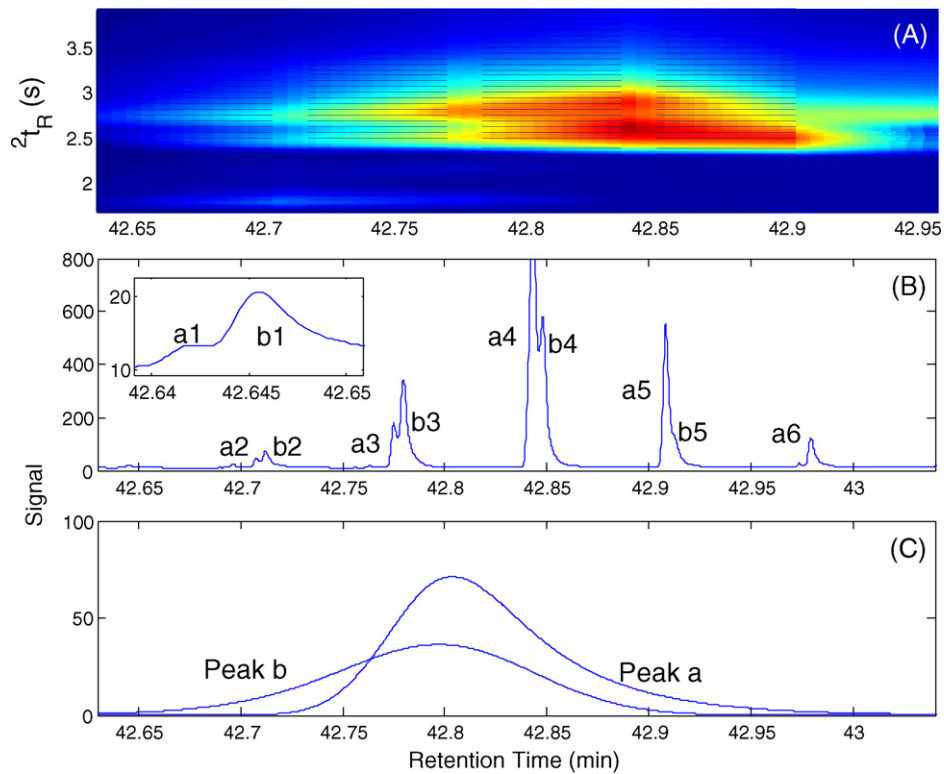 (A)
3.5
3
2.5
2
²tR (s)
42.65 42.7 42.75 42.8 42.85 42.9 42.95
(B)
800
600
400
200
0
20
10
a1
b1
42.64 42.645 42.65
a2 b2
a3 b3
a4 b4
a5
b5
a6
42.65 42.7 42.75 42.8 42.85 42.9 42.95 43
Signal
(C)
100
50
0
Peak b
Peak a
42.65 42.7 42.75 42.8 42.85 42.9 42.95 43
Retention Time (min)